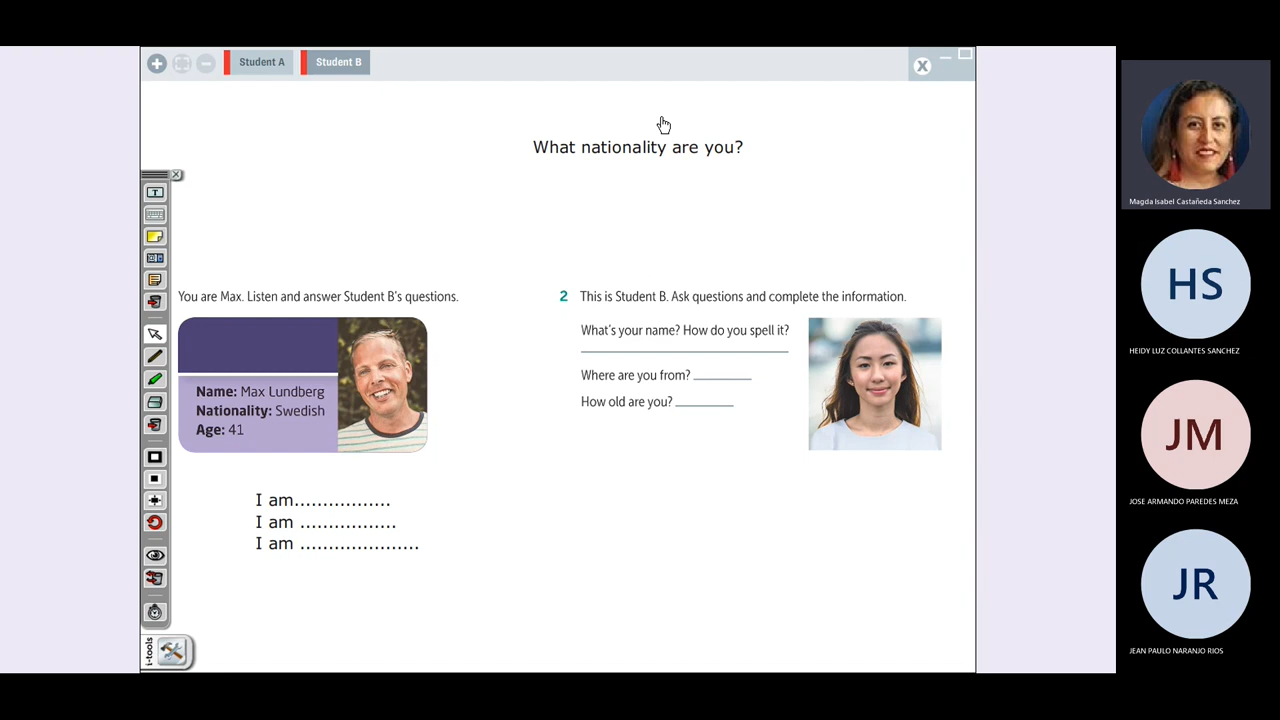 Student A
Student B
X
What nationality are you?
T
You are Max. Listen and answer Student B's questions.
Name: Max Lundberg
Nationality: Swedish
Age: 41
I am.................
I am .................
I am .....................
2 This is Student B. Ask questions and complete the information.
What's your name? How do you spell it?
Where are you from?
How old are you?
i-tools
Magda Isabel Castañeda Sanchez
HS
HEIDY LUZ COLLANTES SANCHEZ
JM
JOSE ARMANDO PAREDES MEZA
JR
JEAN PAULO NARANJO RIOS